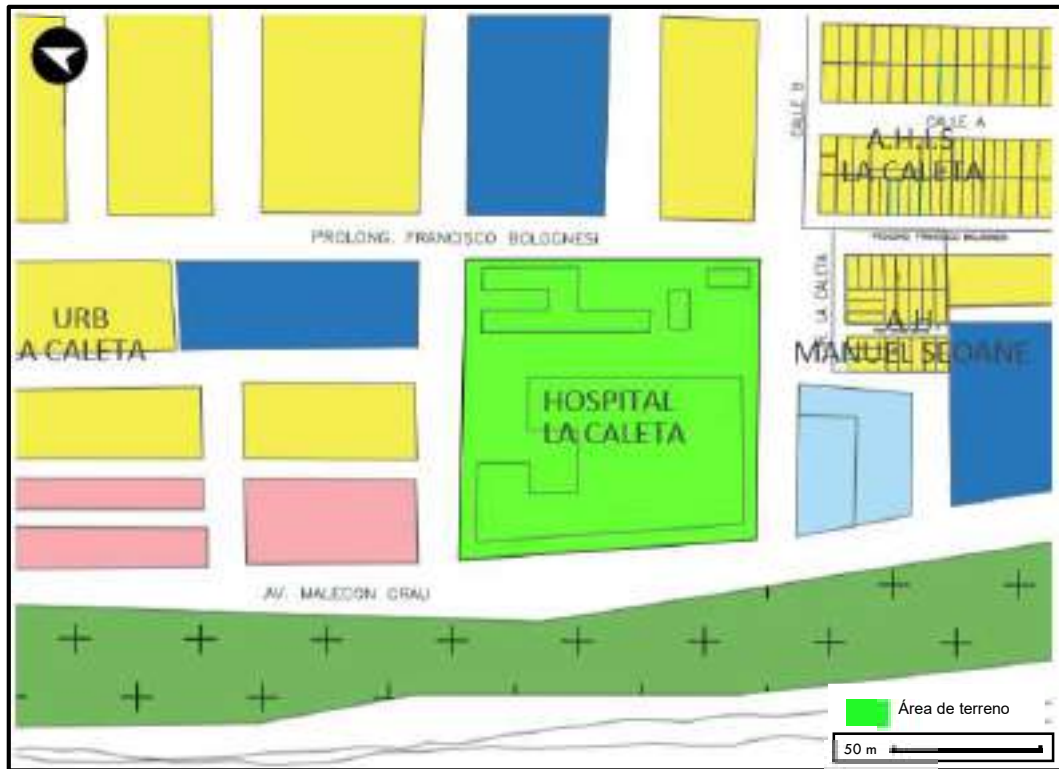 CALLE B
CALLE A
A.H.I.S
LA CALETA
PROLONG. FRANCISCO BOLOGNESI
URB
A CALETA
LA CALETA
A.H.
MANUEL SEOANE
HOSPITAL
LA CALETA
AV. MALECON GRAU
Área de terreno
50 m